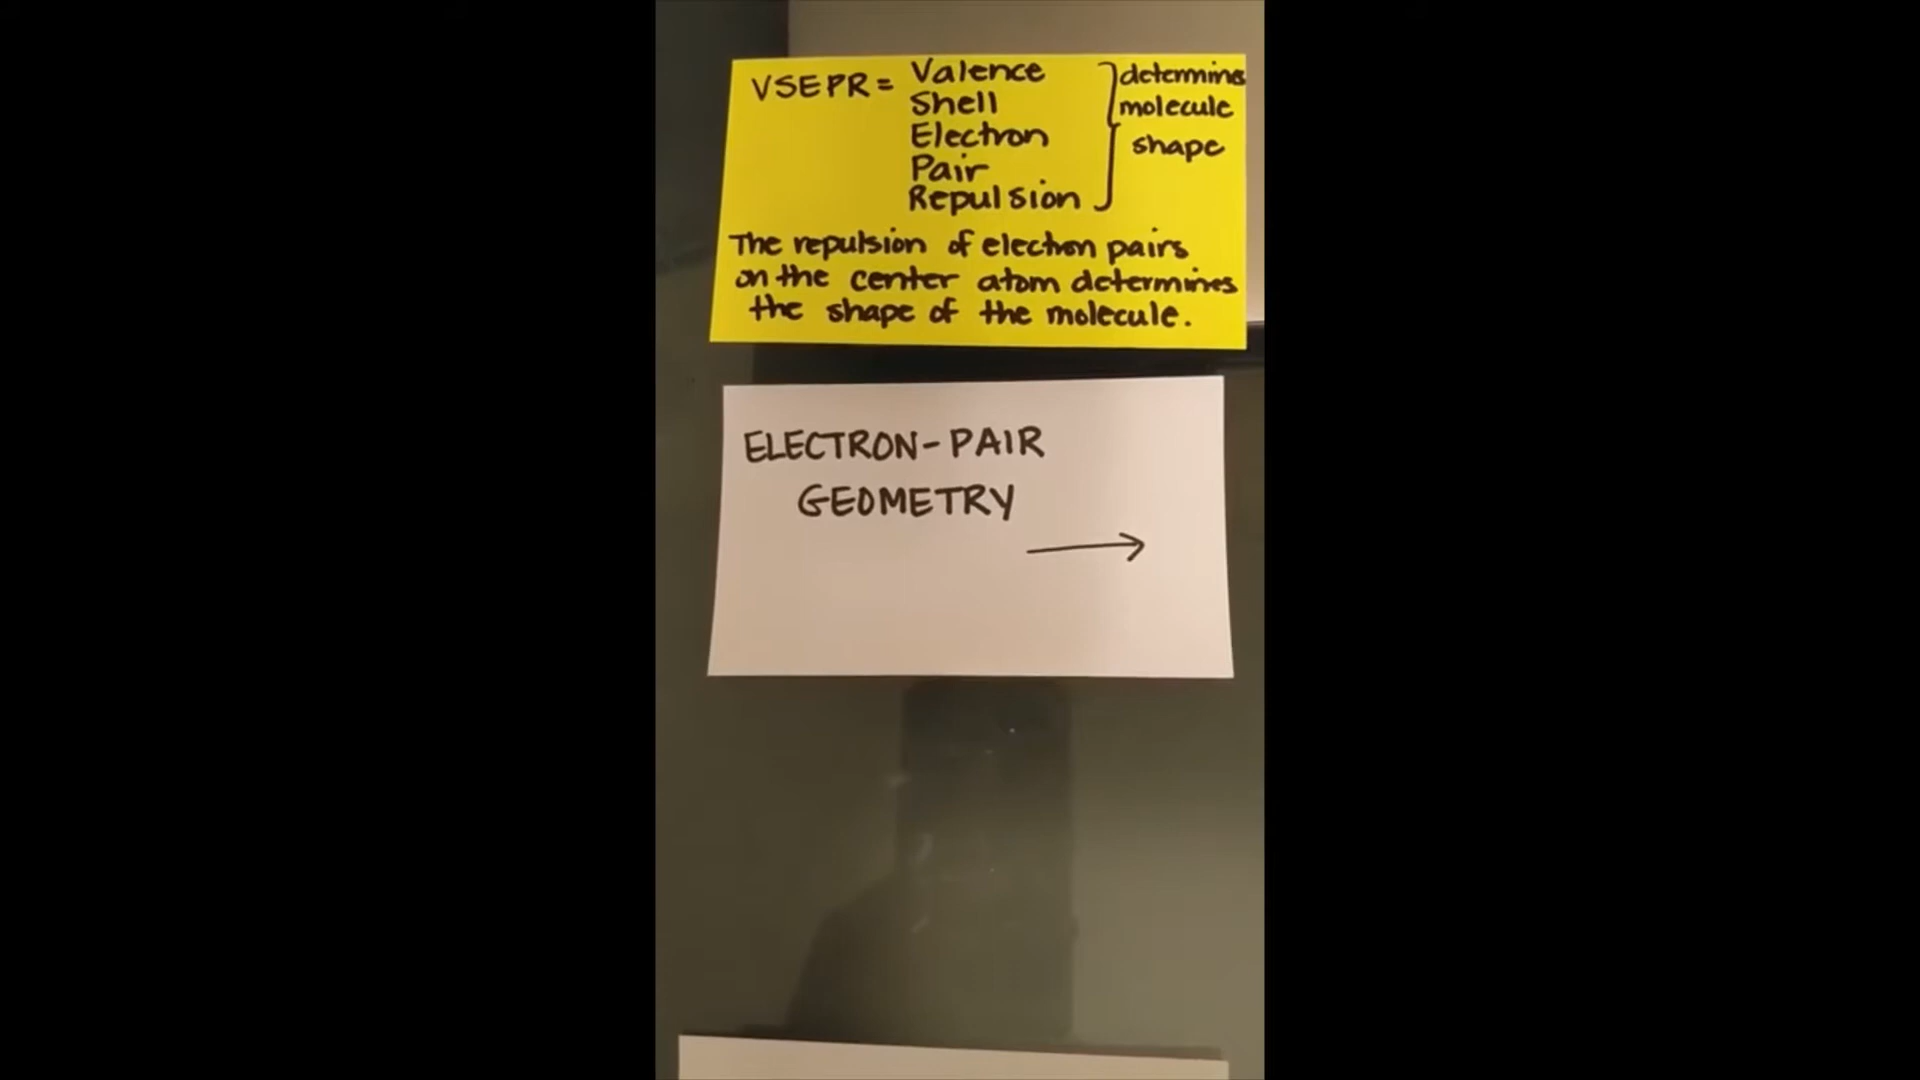 VSEPR = Valence
Shell
Electron
Pair
Repulsion
determines
molecule
shape
The repulsion of electron pairs
on the center atom determines
the shape of the molecule.
ELECTRON-PAIR
GEOMETRY
→